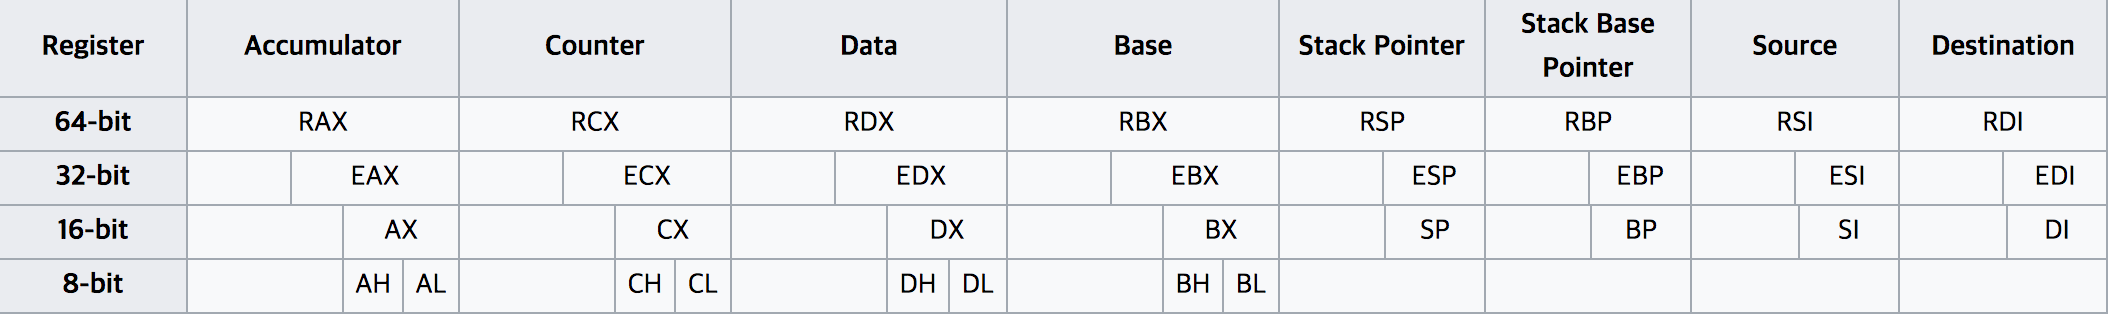 Register Accumulator Counter Data Base Stack Pointer Stack Base Pointer Source Destination
64-bit RAX RCX RDX RBX RSP RBP RSI RDI
32-bit EAX ECX EDX EBX ESP EBP ESI EDI
16-bit AX CX DX BX SP BP SI DI
8-bit AH AL CH CL DH DL BH BL